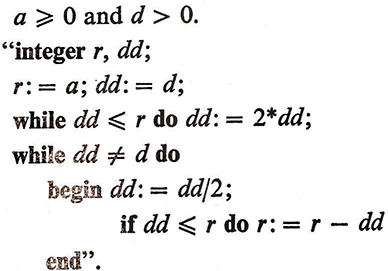 a ⩾ 0 and d > 0.
“integer r, dd;
r:= a; dd:= d;
while dd ⩽ r do dd:= 2*dd;
while dd ≠ d do
begin dd:= dd/2;
if dd ⩽ r do r:= r − dd
end”.